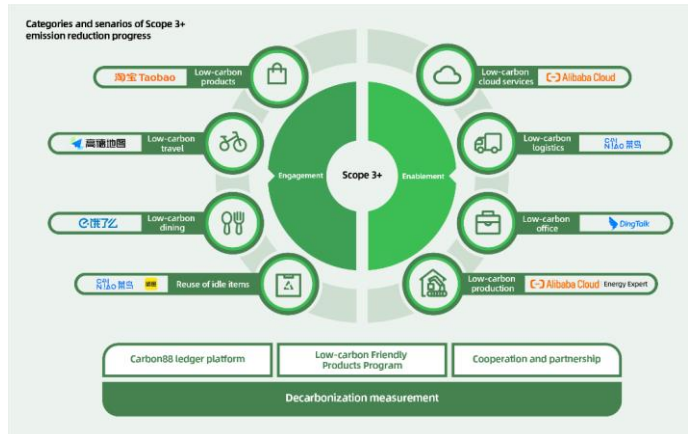 Categories and senarios of Scope 3+
emission reduction progress
淘宝 Taobao
Low-carbon
products
高德地图
Low-carbon
travel
饿了么
Low-carbon
dining
CAI
NIAO 菜鸟
闲鱼
Reuse of idle items
Engagement
Scope 3+
Enablement
Low-carbon
cloud services
Alibaba Cloud
Low-carbon
logistics
CAI
NIAO 菜鸟
Low-carbon
office
DingTalk
Low-carbon
production
Alibaba Cloud Energy Expert
Carbon88 ledger platform
Low-carbon Friendly
Products Program
Cooperation and partnership
Decarbonization measurement